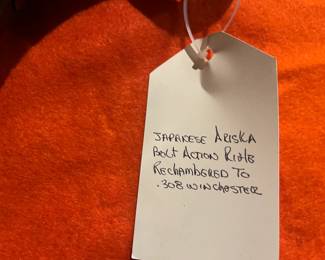 JAPANESE ARISKA
BOLT ACTION RIFLE
RECHAMBERED TO
.308 WINCHESTER